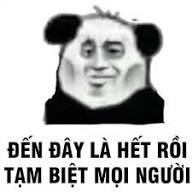 ĐẾN ĐÂY LÀ HẾT RỒI
TẠM BIỆT MỌI NGƯỜI